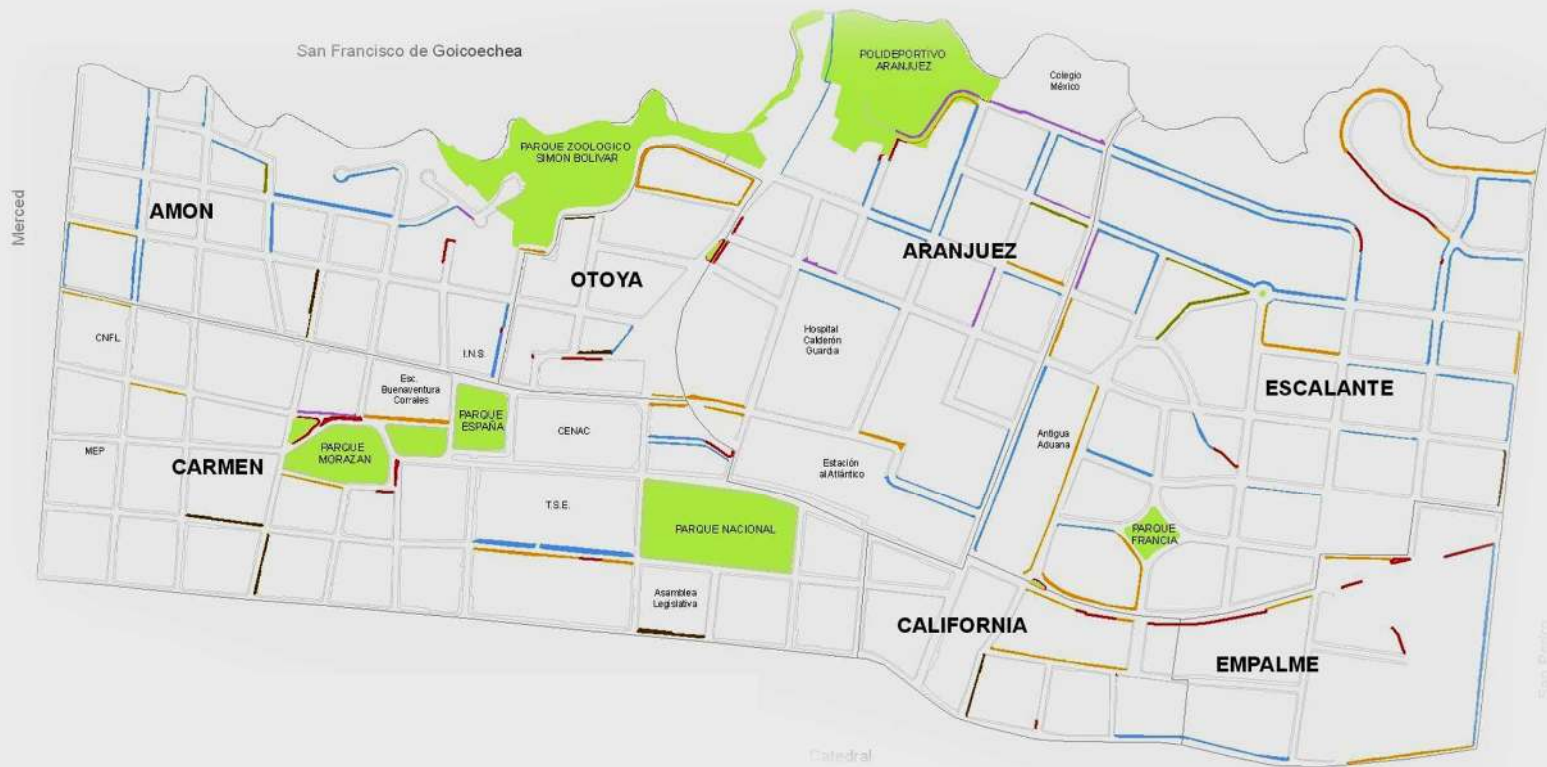 San Francisco de Goicoechea
POLIDEPORTIVO
ARANJUEZ
Colegio
México
PARQUE ZOOLOGICO
SIMON BOLIVAR
Merced
AMON
OTOYA
ARANJUEZ
CNFL
I.N.S.
Hospital
Calderón
Guardia
Esc.
Buenaventura
Corrales
ESCALANTE
PARQUE
ESPAÑA
CENAC
Antigua
Aduana
MEP
PARQUE
MORAZAN
CARMEN
Estación
al Atlántico
T.S.E.
PARQUE NACIONAL
PARQUE
FRANCIA
Asamblea
Legislativa
CALIFORNIA
EMPALME
San Pedro
Catedral